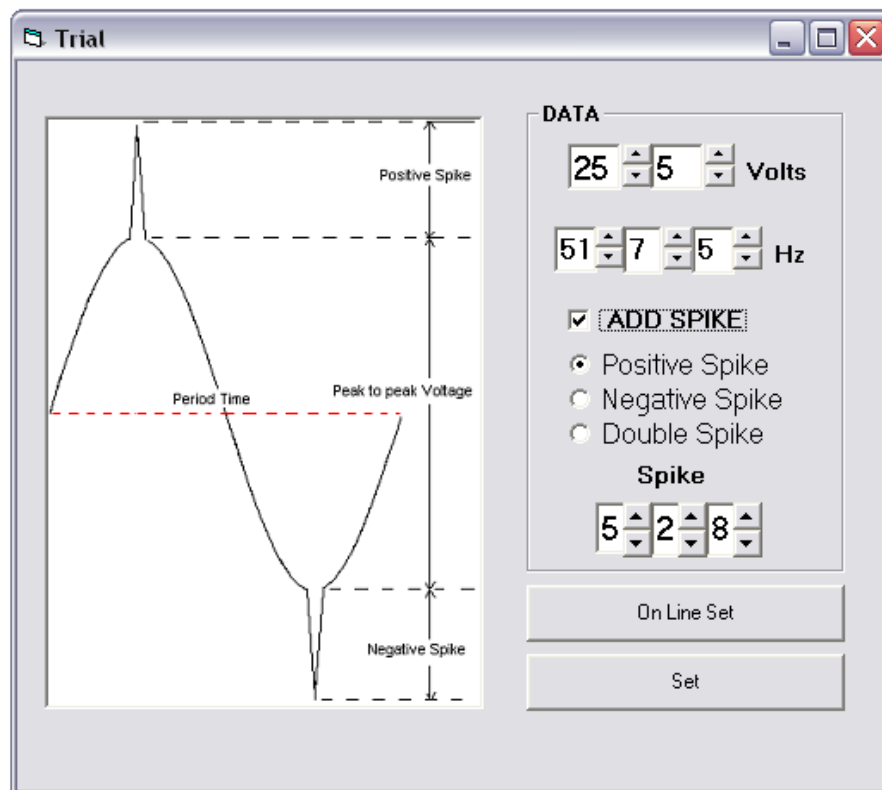 Trial
Positive Spike
Period Time
Peak to peak Voltage
Negative Spike
DATA
25 5 Volts
51 7 5 Hz
ADD SPIKE
Positive Spike
Negative Spike
Double Spike
Spike
5 2 8
On Line Set
Set